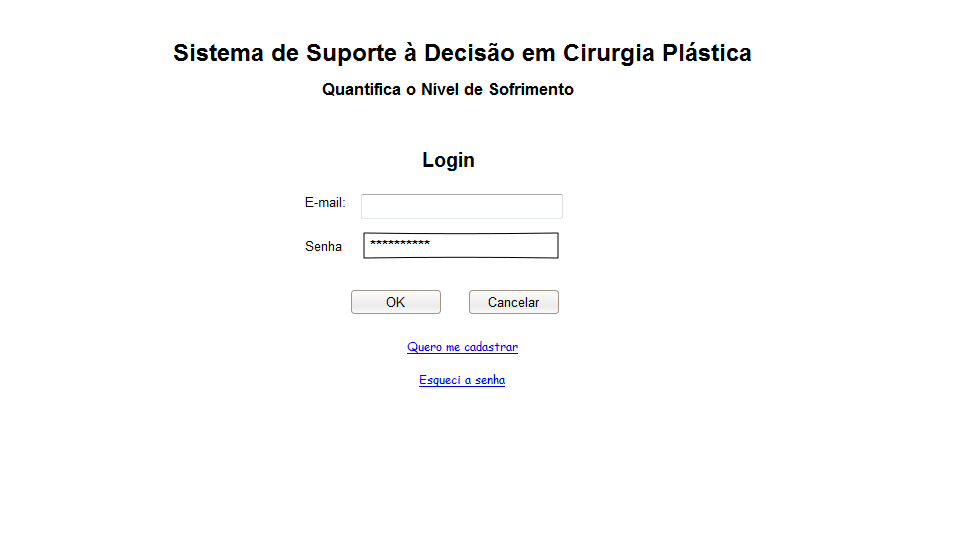 Sistema de Suporte à Decisão em Cirurgia Plástica
Quantifica o Nível de Sofrimento
Login
E-mail:
Senha **********
OK Cancelar
Quero me cadastrar
Esqueci a senha